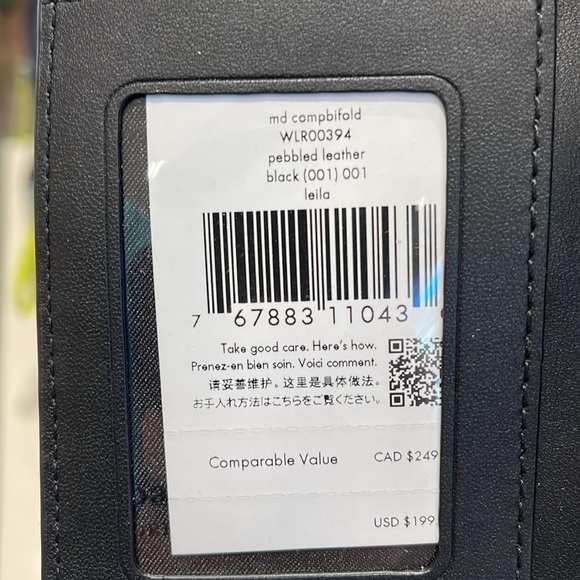 md compbifold
WLR00394
pebbled leather
black (001) 001
leila
7 67883 11043
Take good care. Here's how.
Prenez-en bien soin. Voici comment.
请妥善维护。这里是具体做法。
お手入れ方法はこちらをご覧ください。
Comparable Value CAD $249
USD $199